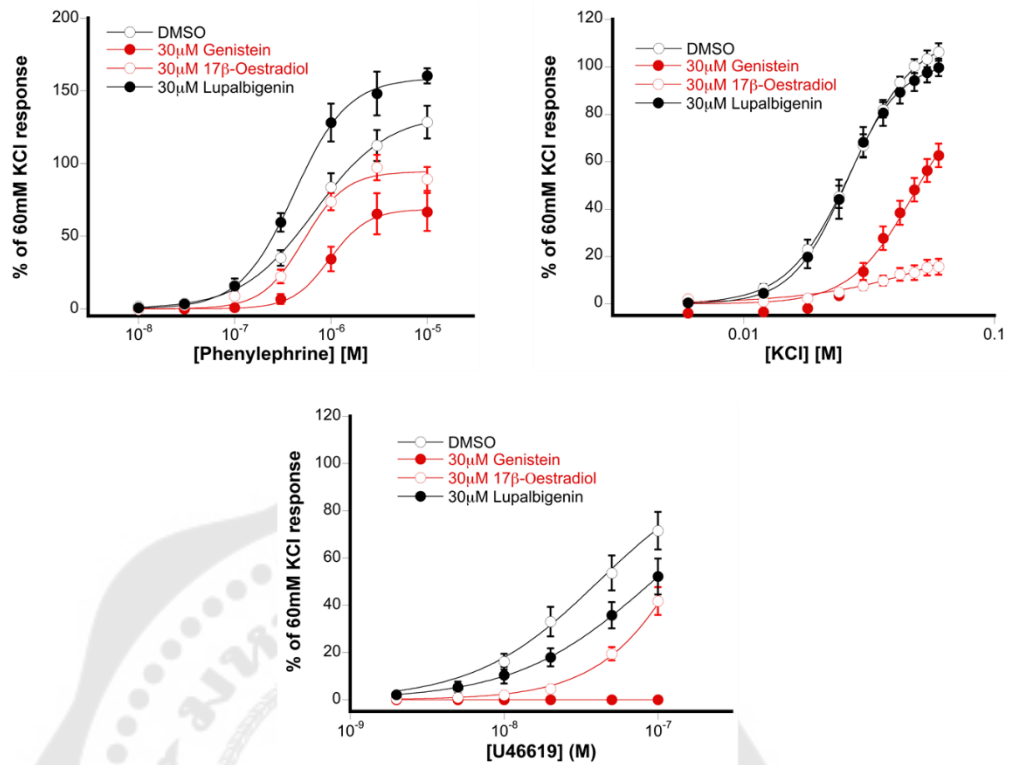 200
150
100
50
0
% of 60mM KCl response
DMSO
30μM Genistein
30μM 17β-Oestradiol
30μM Lupalbigenin
10-8
10-7
10-6
10-5
[Phenylephrine] [M]
120
100
80
60
40
20
0
% of 60mM KCl response
DMSO
30μM Genistein
30μM 17β-Oestradiol
30μM Lupalbigenin
0.01
0.1
[KCl] [M]
120
100
80
60
40
20
0
% of 60mM KCl response
DMSO
30μM Genistein
30μM 17β-Oestradiol
30μM Lupalbigenin
10-9
10-8
10-7
[U46619] (M)